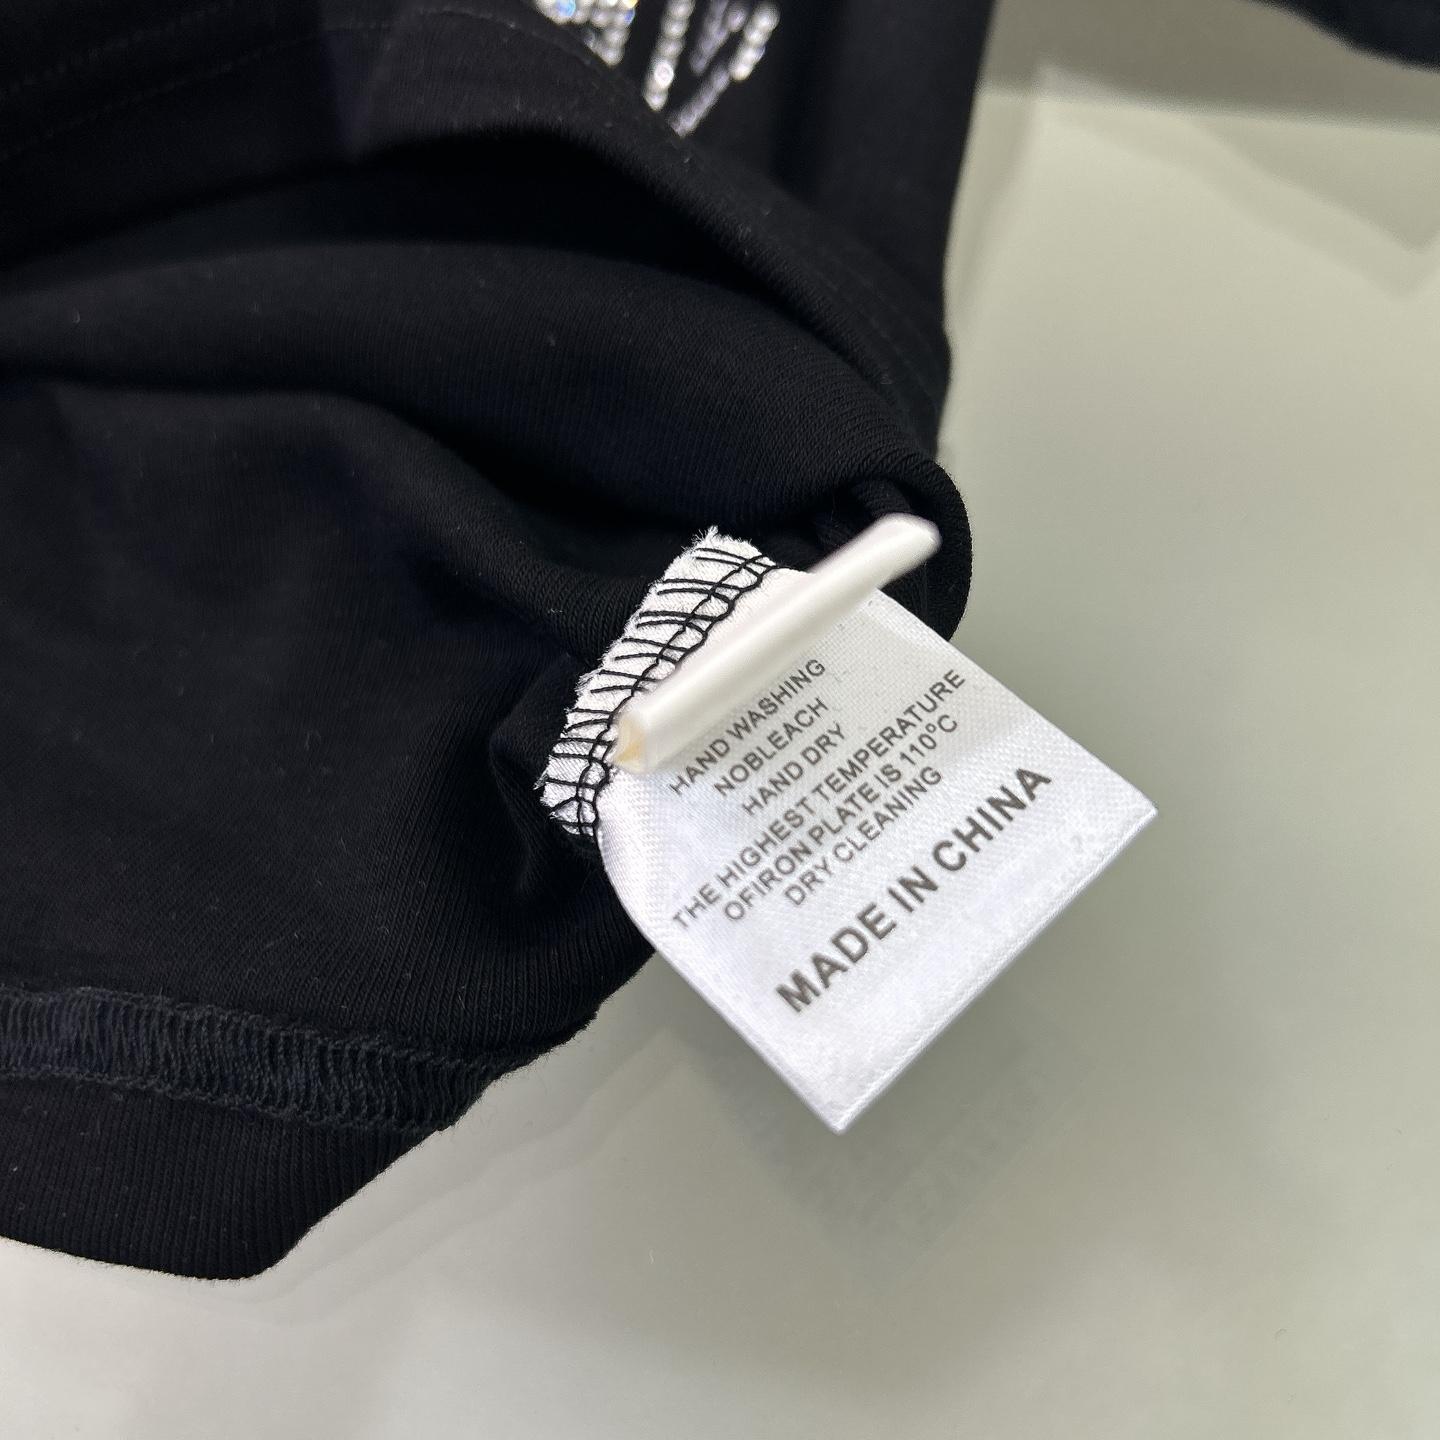 HAND WASHING
NOBLEACH
HAND DRY
THE HIGHEST TEMPERATURE
OFIRON PLATE IS 110°C
DRY CLEANING
MADE IN CHINA